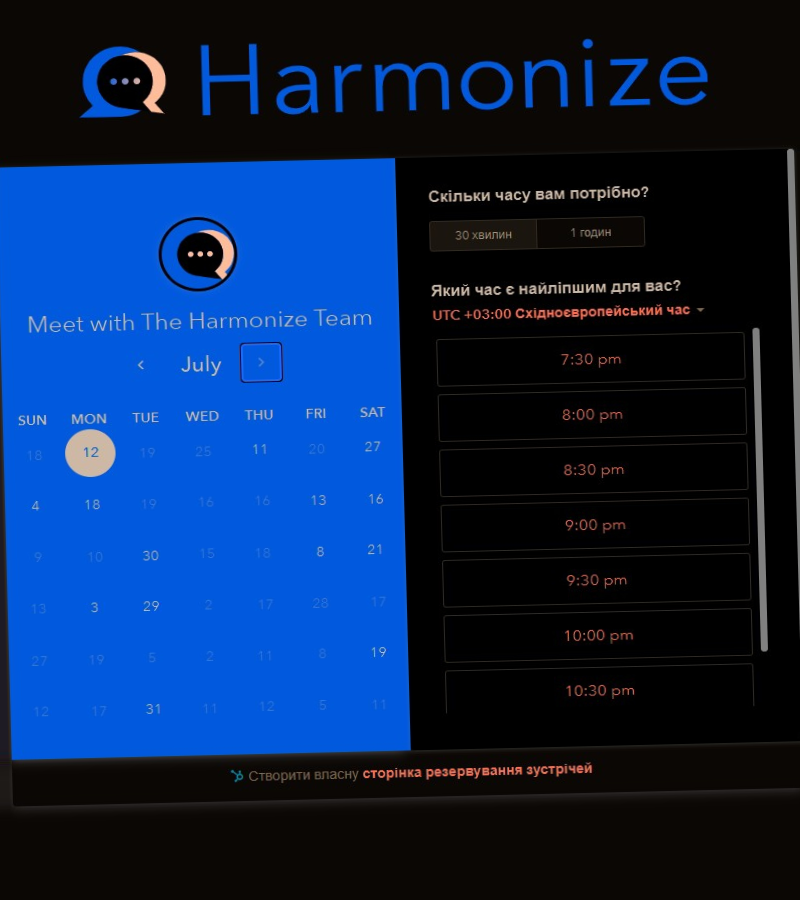 Harmonize
Meet with The Harmonize Team
July
SUN MON TUE WED THU FRI SAT
18 12 19 25 11 20 27
4 18 19 16 16 13 16
9 10 30 15 18 8 21
13 3 29 2 17 28 17
27 19 5 2 11 8 19
12 17 31 11 12 5 11
Скільки часу вам потрібно?
30 хвилин 1 годин
Який час є найліпшим для вас?
UTC +03:00 Східноєвропейський час
7:30 pm
8:00 pm
8:30 pm
9:00 pm
9:30 pm
10:00 pm
10:30 pm
Створити власну сторінка резервування зустрічей